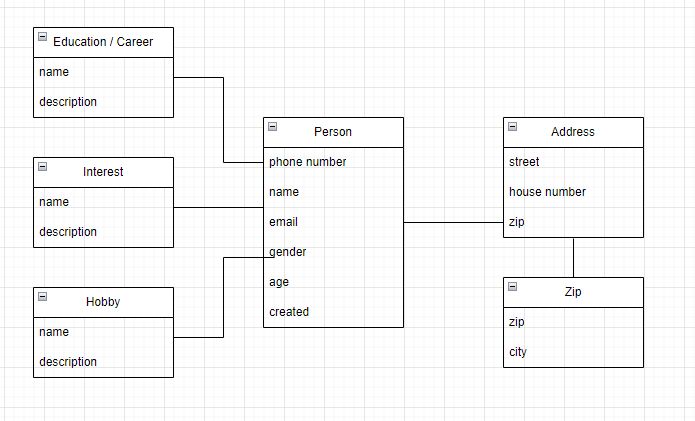 Education / Career
name
description
Interest
name
description
Hobby
name
description
Person
phone number
name
email
gender
age
created
Address
street
house number
zip
Zip
zip
city